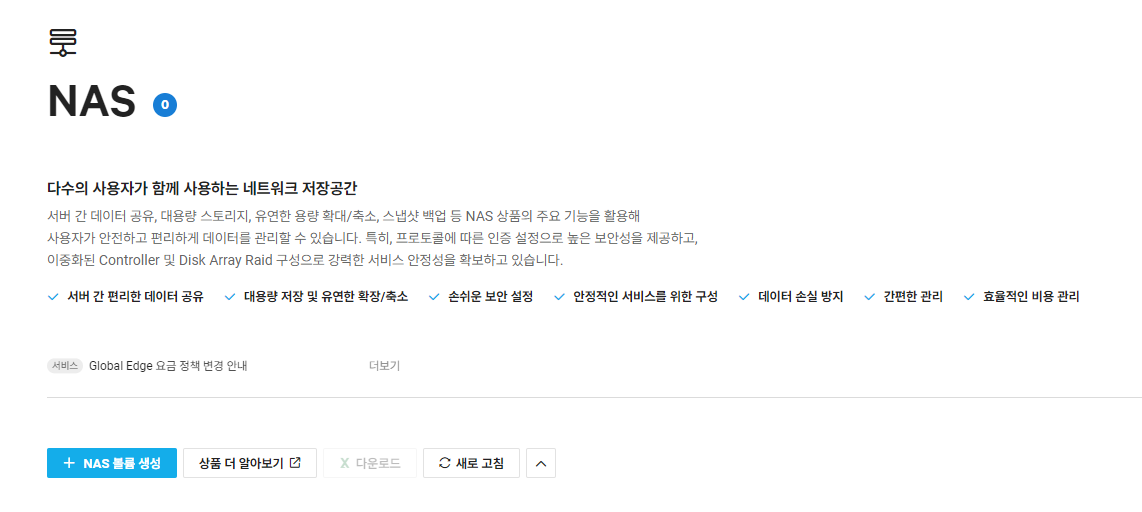 NAS 0
다수의 사용자가 함께 사용하는 네트워크 저장공간
서버 간 데이터 공유, 대용량 스토리지, 유연한 용량 확대/축소, 스냅샷 백업 등 NAS 상품의 주요 기능을 활용해
사용자가 안전하고 편리하게 데이터를 관리할 수 있습니다. 특히, 프로토콜에 따른 인증 설정으로 높은 보안성을 제공하고,
이중화된 Controller 및 Disk Array Raid 구성으로 강력한 서비스 안정성을 확보하고 있습니다.
서버 간 편리한 데이터 공유 대용량 저장 및 유연한 확장/축소 손쉬운 보안 설정 안정적인 서비스를 위한 구성 데이터 손실 방지 간편한 관리 효율적인 비용 관리
서비스 Global Edge 요금 정책 변경 안내 더보기
+ NAS 볼륨 생성 상품 더 알아보기 X 다운로드 새로 고침